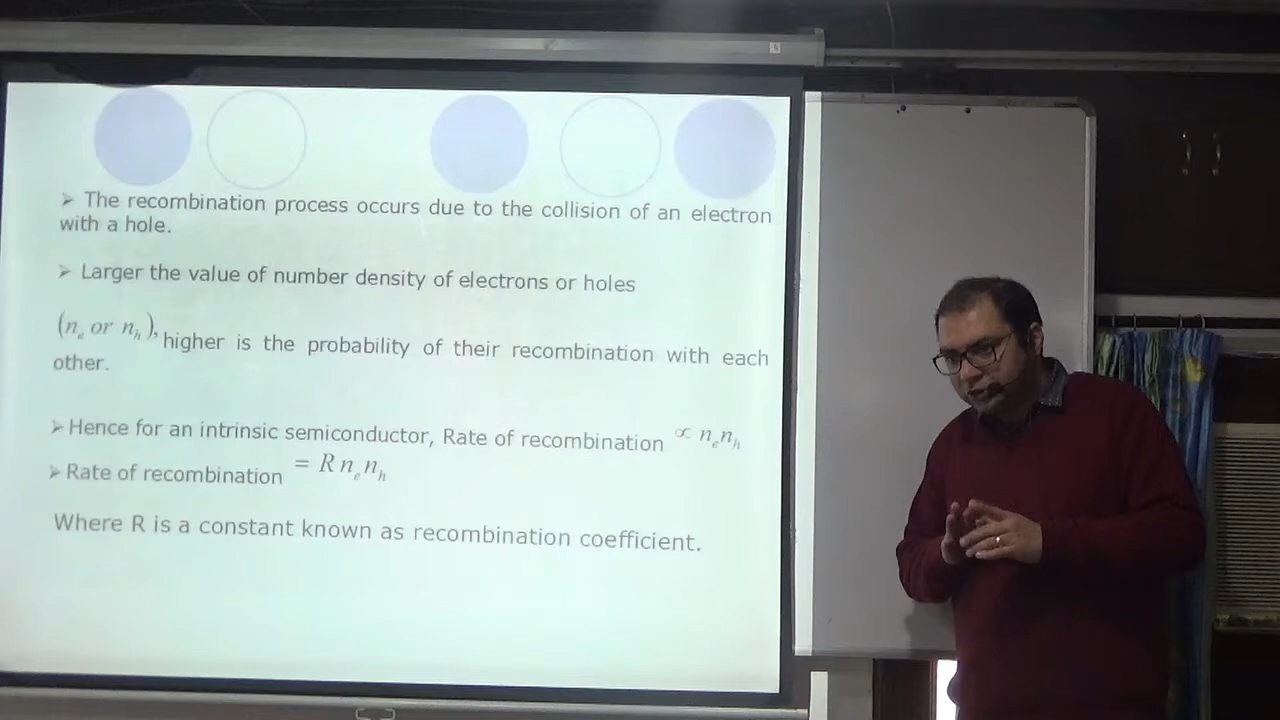 ➢ The recombination process occurs due to the collision of an electron
with a hole.
➢ Larger the value of number density of electrons or holes
(nₑ or nₕ), higher is the probability of their recombination with each
other.
➢Hence for an intrinsic semiconductor, Rate of recombination ∝ nₑnₕ
➢Rate of recombination = R nₑnₕ
Where R is a constant known as recombination coefficient.